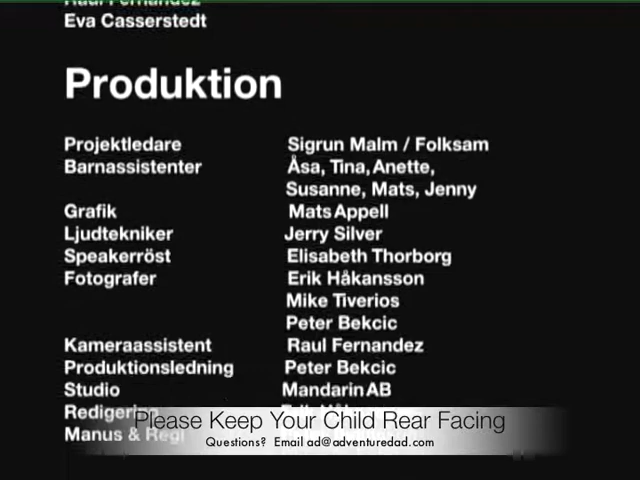 Eva Casserstedt
Produktion
Projektledare Sigrun Malm / Folksam
Barnassistenter Åsa, Tina, Anette,
Susanne, Mats, Jenny
Grafik Mats Appell
Ljudtekniker Jerry Silver
Speakerröst Elisabeth Thorborg
Fotografer Erik Håkansson
Mike Tiverios
Peter Bekcic
Kameraassistent Raul Fernandez
Produktionsledning Peter Bekcic
Studio Mandarin AB
Redigering
Manus & Regi
Please Keep Your Child Rear Facing
Questions? Email ad@adventuredad.com